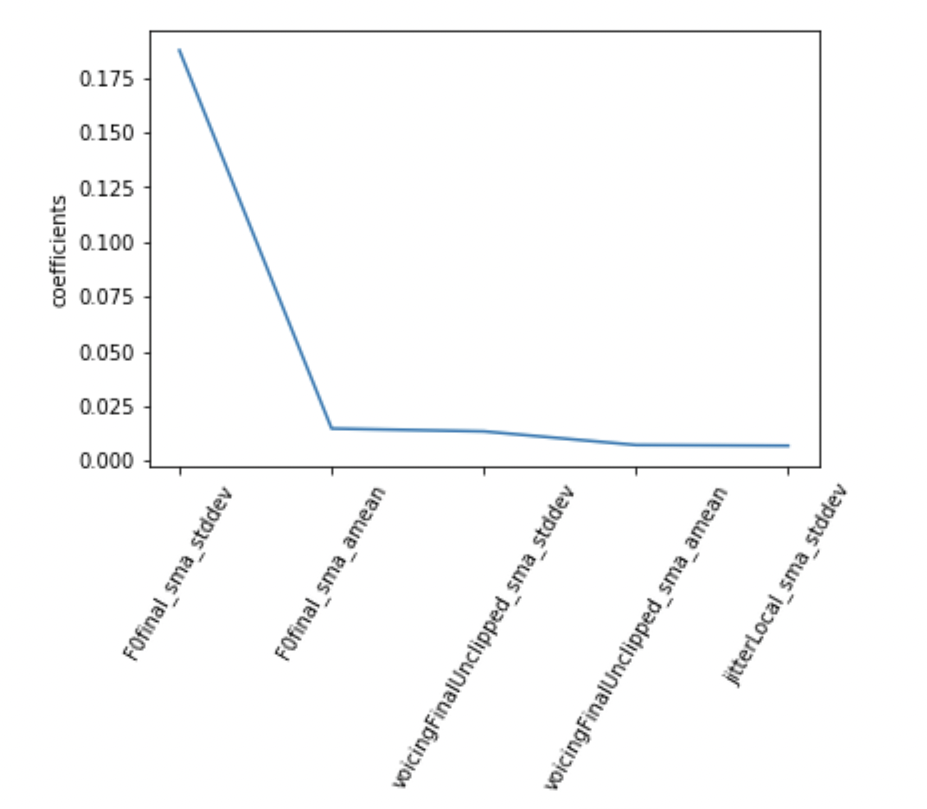 0.175
0.150
0.125
0.100
0.075
0.050
0.025
0.000
coefficients
F0final_sma_stddev
F0final_sma_amean
voicingFinalUnclipped_sma_stddev
voicingFinalUnclipped_sma_amean
jitterLocal_sma_stddev